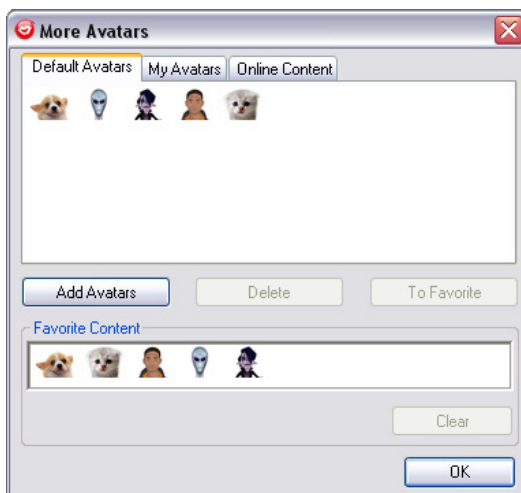 More Avatars
Default Avatars My Avatars Online Content
Add Avatars Delete To Favorite
Favorite Content
Clear
OK